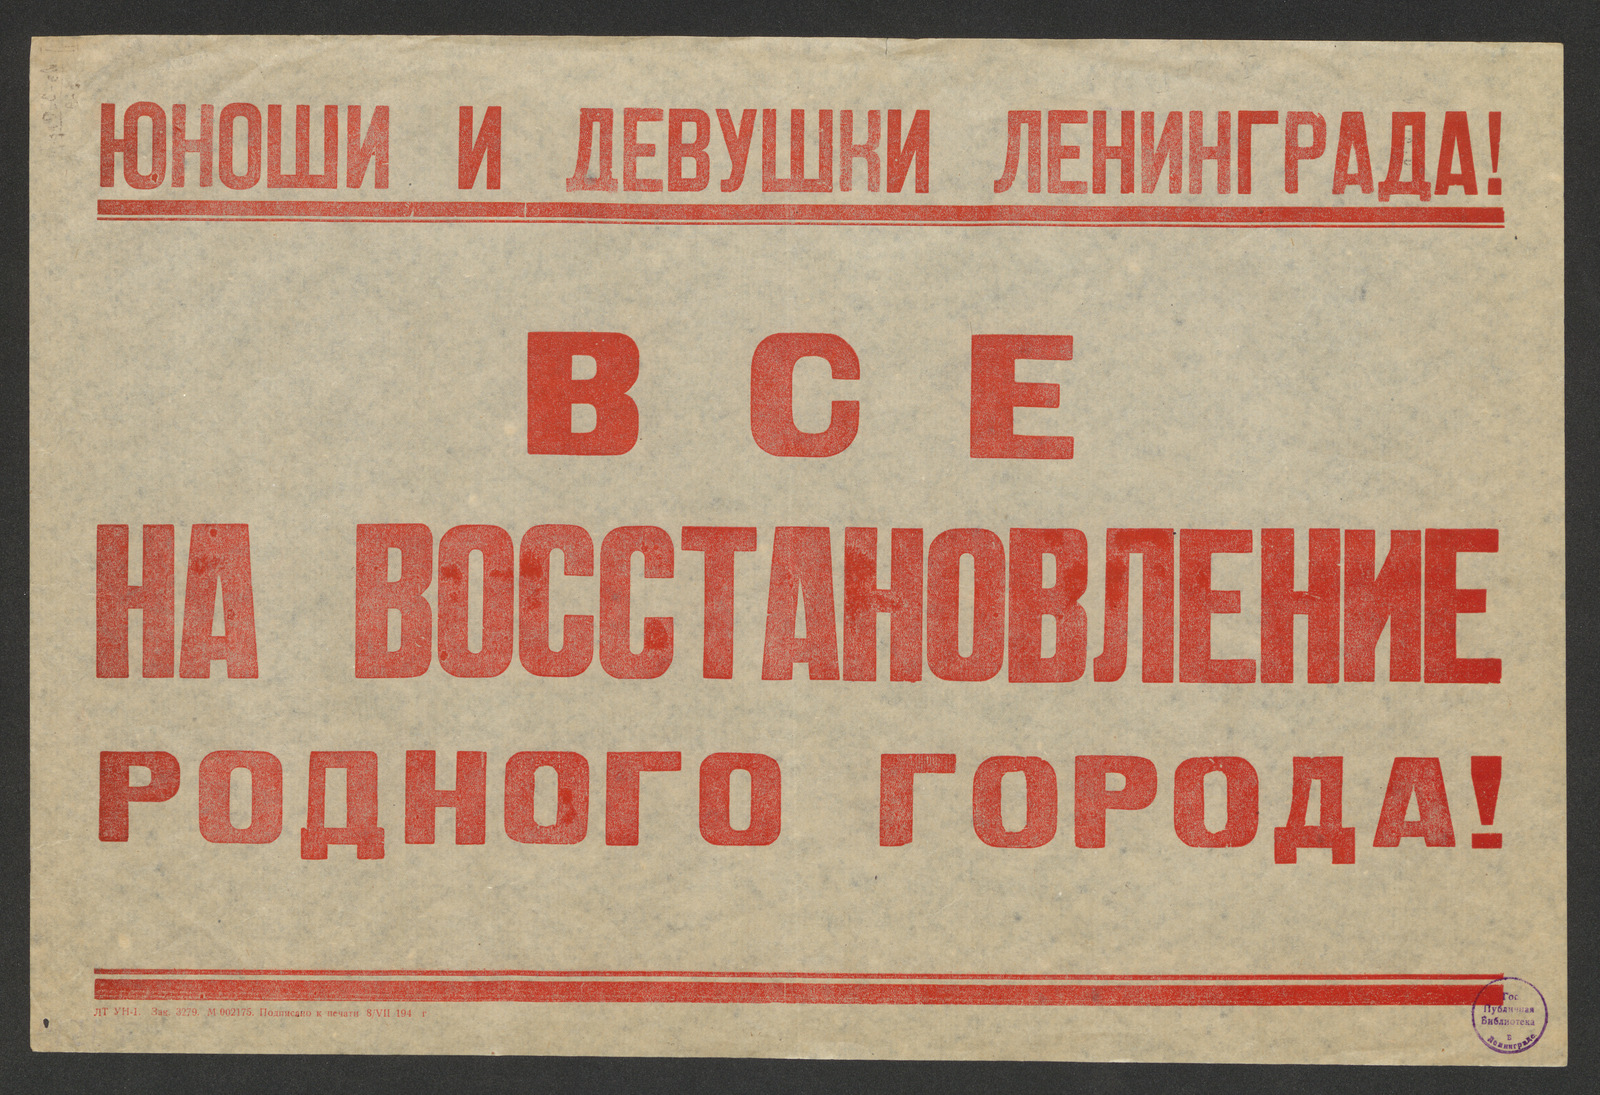 ЮНОШИ И ДЕВУШКИ ЛЕНИНГРАДА!
ВСЕ
НА ВОССТАНОВЛЕНИЕ
РОДНОГО ГОРОДА!
ЛТ УН-1. Зак. 3279. М-002175. Подписано к печати 8/VII 194 г
Гос.
Публичная
Библиотека
в
Ленинграде